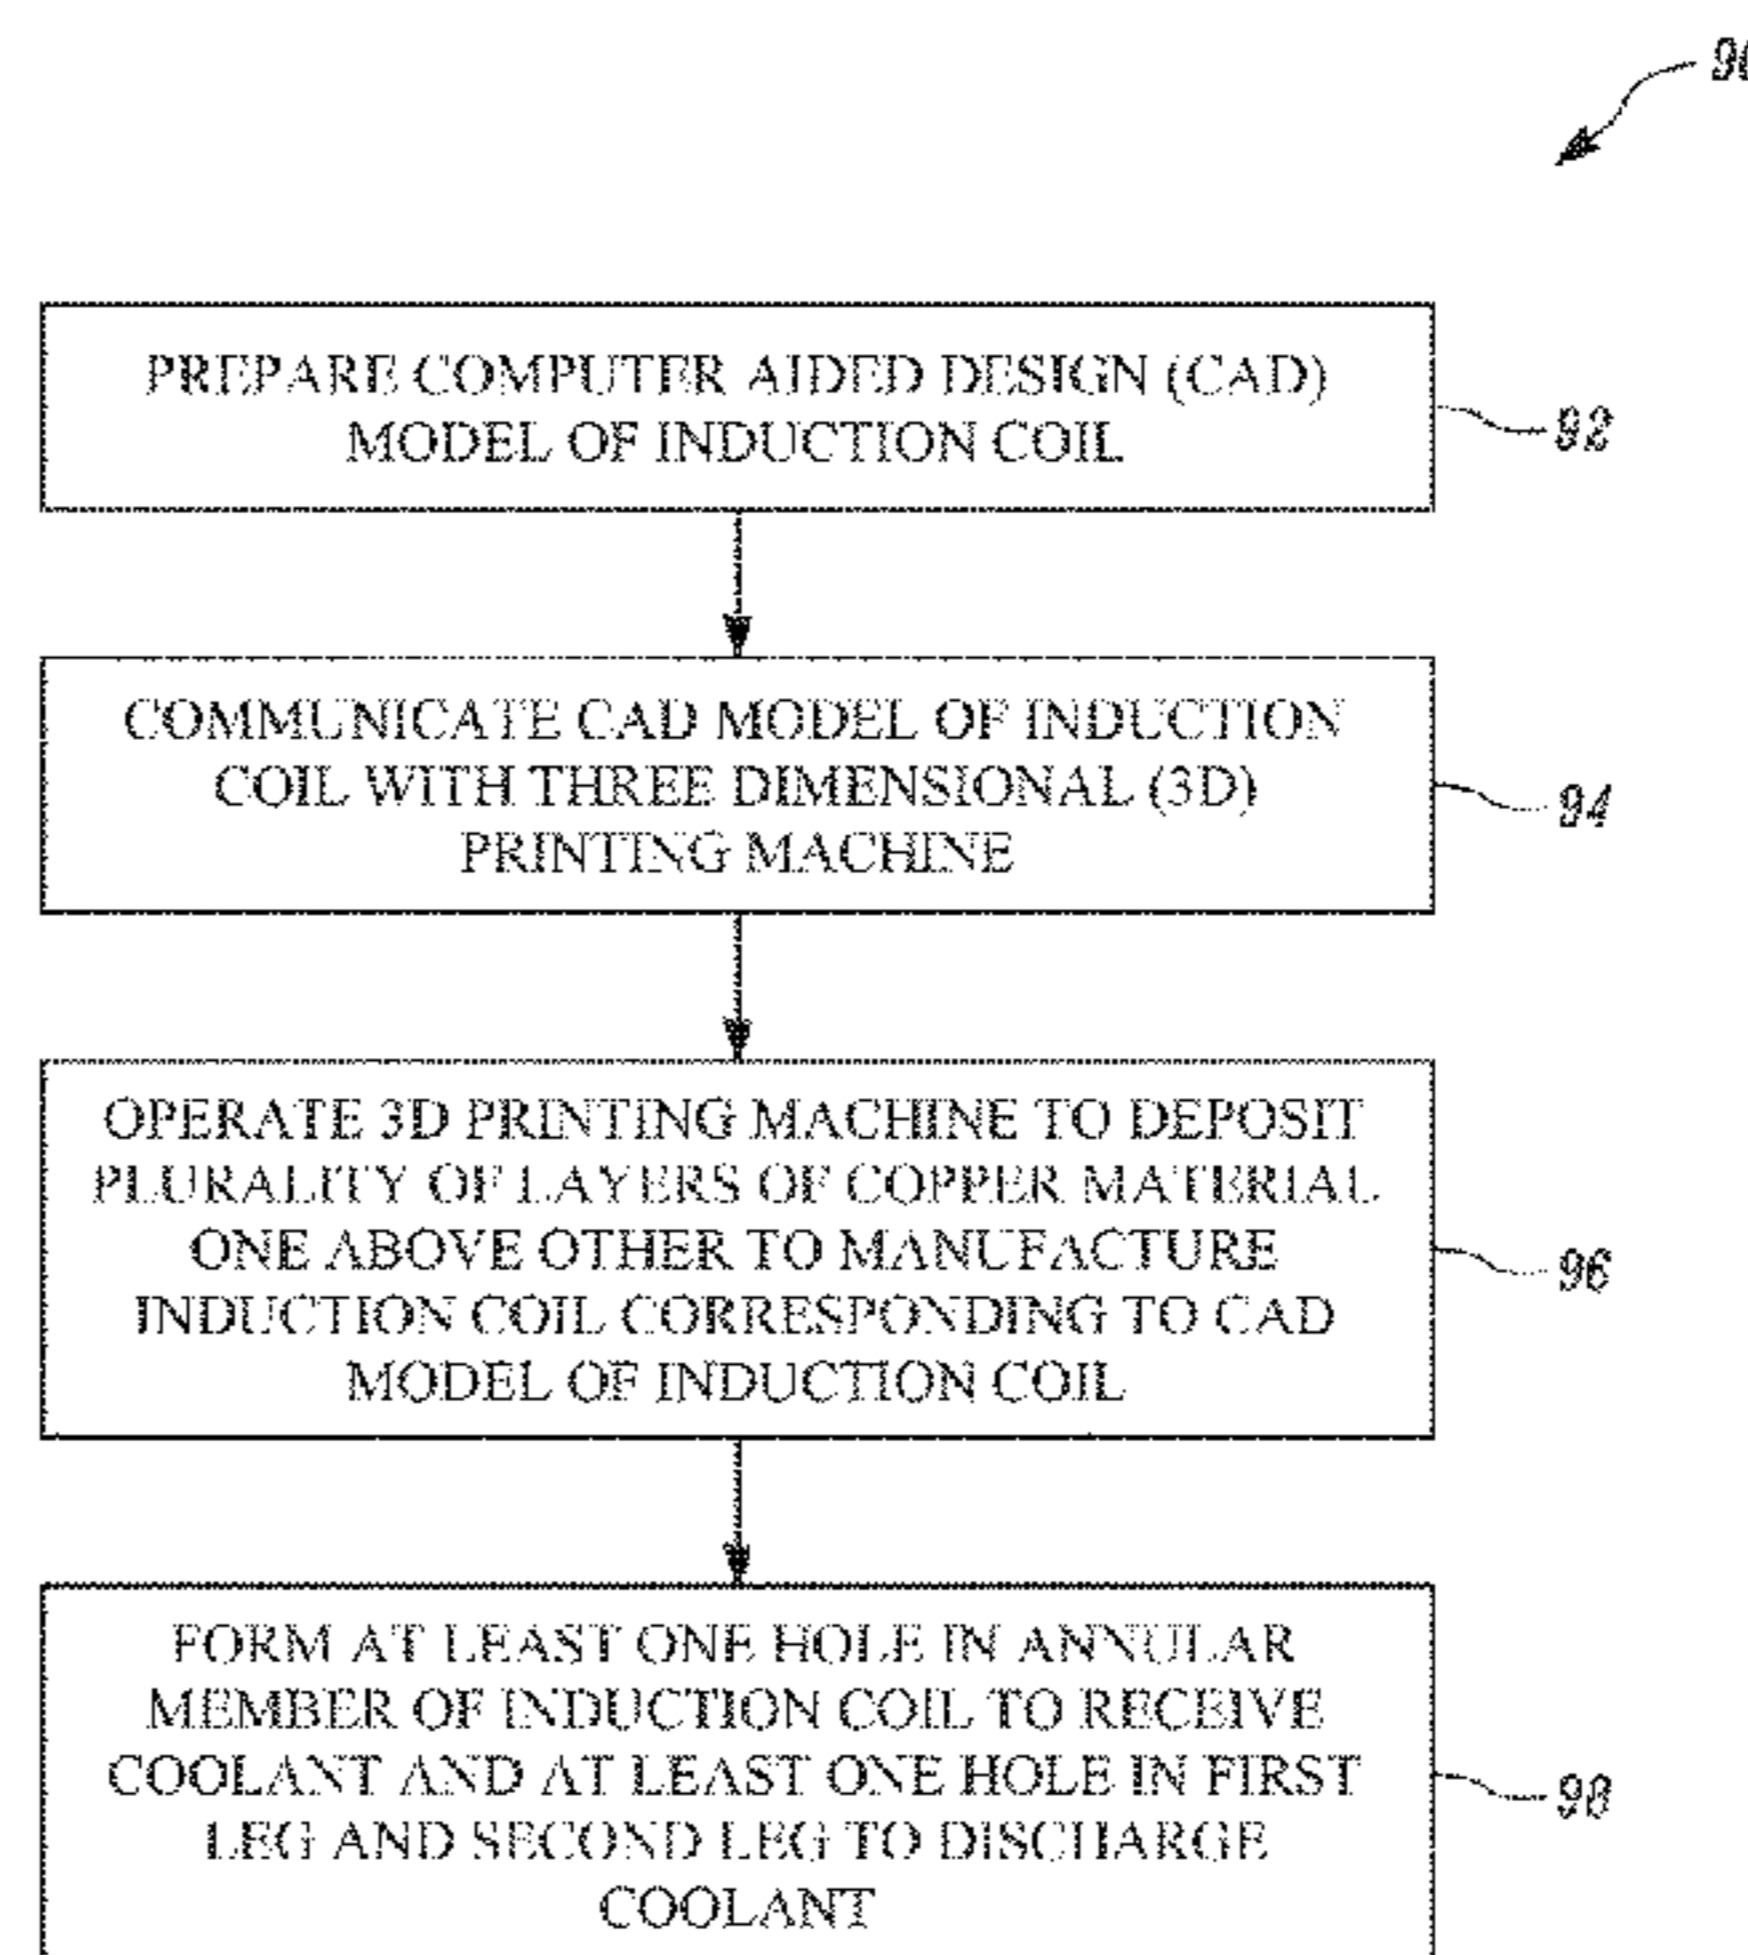 90
PREPARE COMPUTER AIDED DESIGN (CAD)
MODEL OF INDUCTION COIL
92
COMMUNICATE CAD MODEL OF INDUCTION
COIL WITH THREE DIMENSIONAL (3D)
PRINTING MACHINE
94
OPERATE 3D PRINTING MACHINE TO DEPOSIT
PLURALITY OF LAYERS OF COPPER MATERIAL
ONE ABOVE OTHER TO MANUFACTURE
INDUCTION COIL CORRESPONDING TO CAD
MODEL OF INDUCTION COIL
96
FORM AT LEAST ONE HOLE IN ANNULAR
MEMBER OF INDUCTION COIL TO RECEIVE
COOLANT AND AT LEAST ONE HOLE IN FIRST
LEG AND SECOND LEG TO DISCHARGE
COOLANT
98